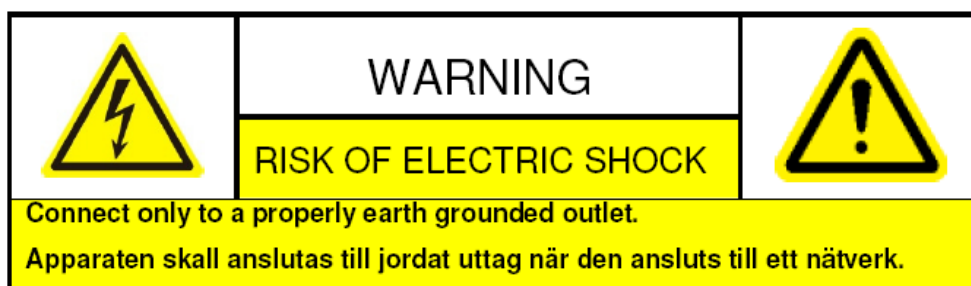 WARNING
RISK OF ELECTRIC SHOCK
Connect only to a properly earth grounded outlet.
Apparaten skall anslutas till jordat uttag när den ansluts till ett nätverk.